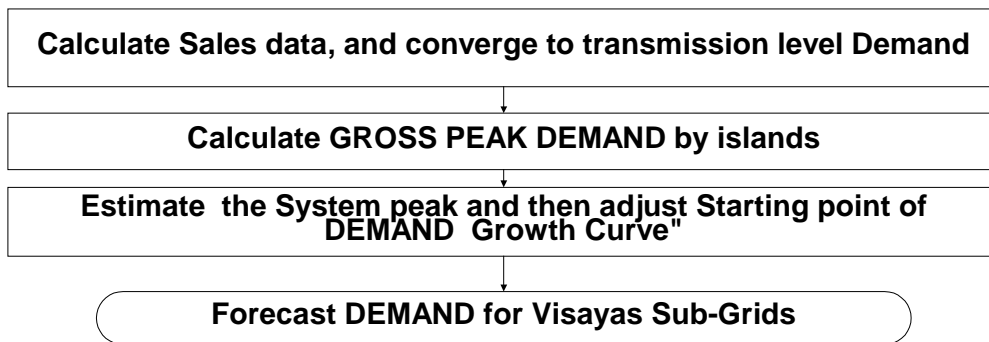 Calculate Sales data, and converge to transmission level Demand
Calculate GROSS PEAK DEMAND by islands
Estimate  the System peak and then adjust Starting point of
DEMAND  Growth Curve"
Forecast DEMAND for Visayas Sub-Grids